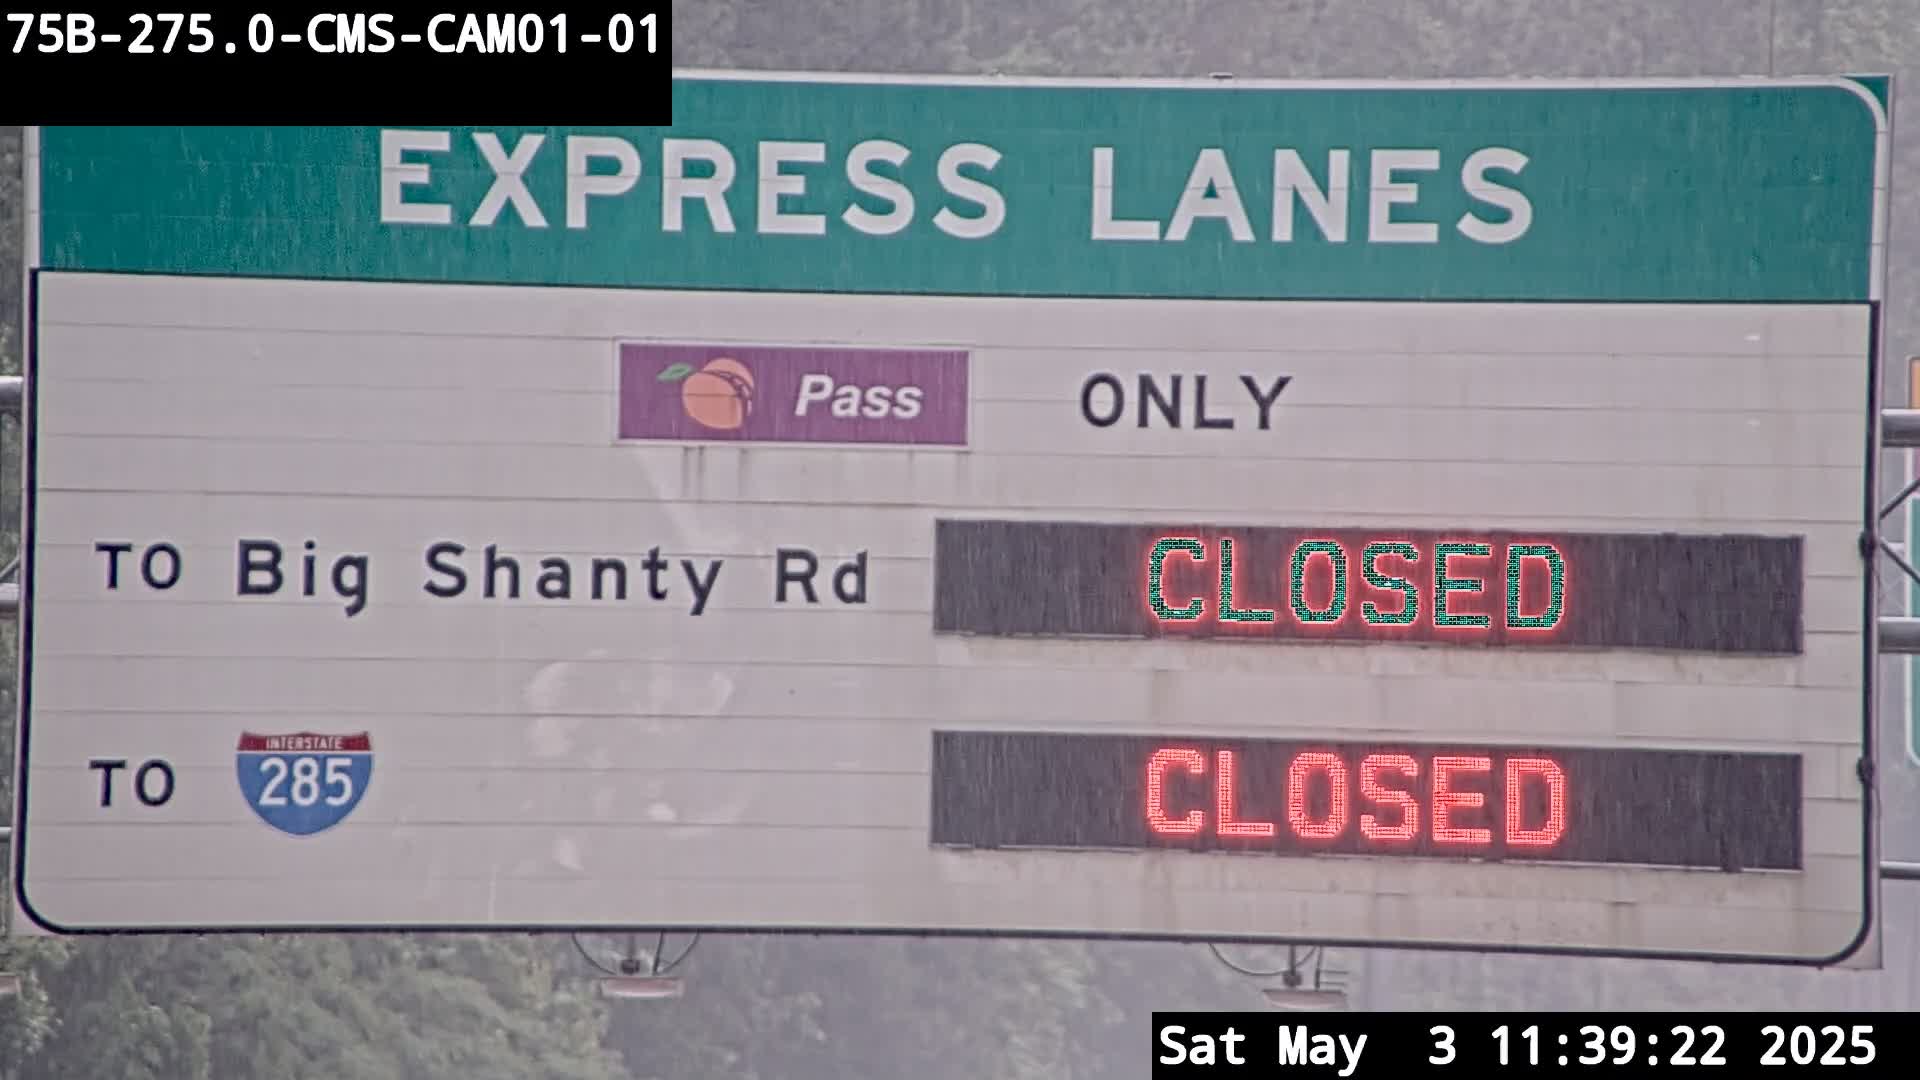 75B-275.0-CMS-CAM01-01
EXPRESS LANES
Pass ONLY
TO Big Shanty Rd CLOSED
INTERSTATE
TO 285 CLOSED
Sat May 3 11:39:22 2025